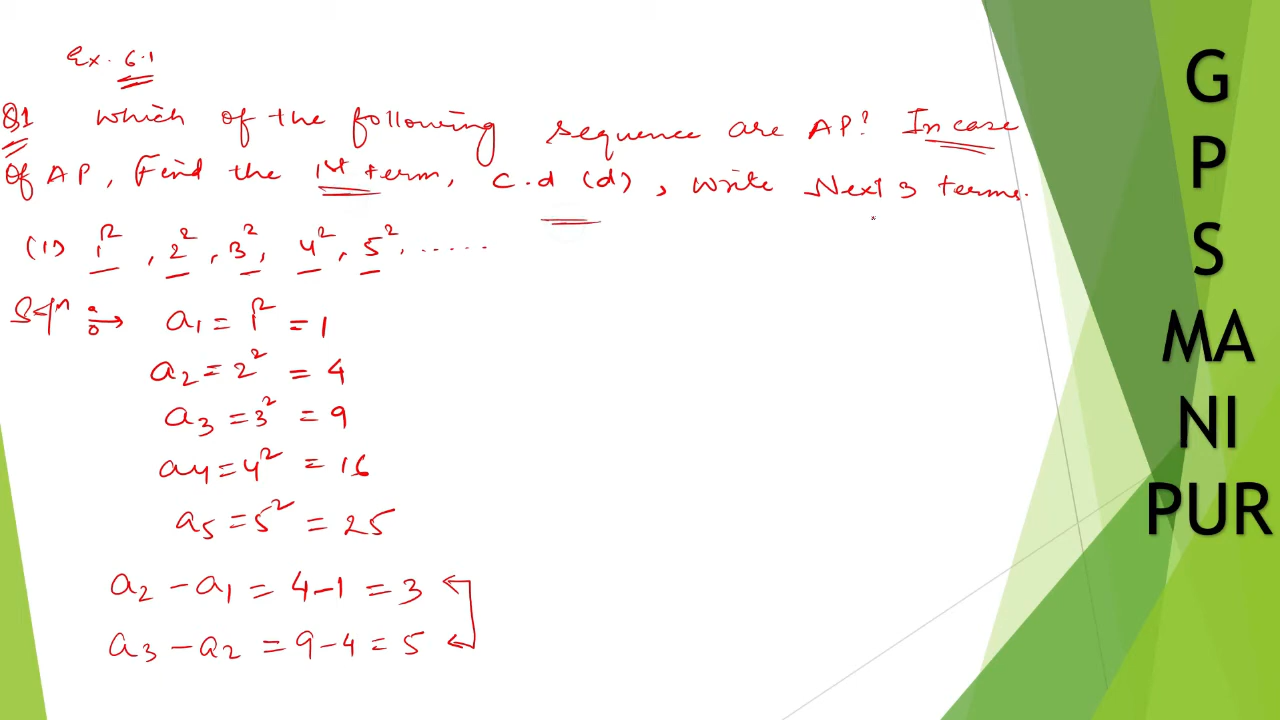 Ex. 6.1
Q1 Which of the following sequence are AP? In case
of AP, Find the 1st term, c.d (d), write Next 3 terms.
(1) 1², 2², 3², 4², 5², ......
Solⁿ → a1 = 1² = 1
a2 = 2² = 4
a3 = 3² = 9
a4 = 4² = 16
a5 = 5² = 25
a2 - a1 = 4-1 = 3
a3 - a2 = 9-4 = 5
G
P
S
MA
NI
PUR